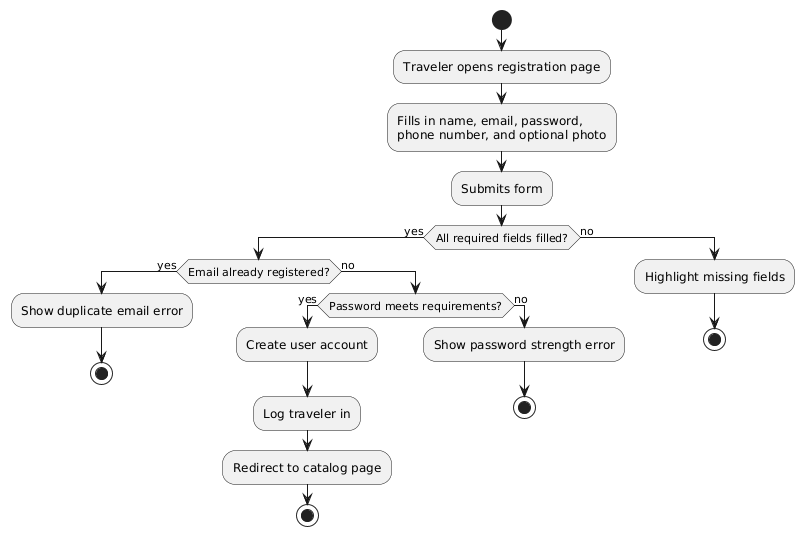 Traveler opens registration page
Fills in name, email, password,
phone number, and optional photo
Submits form
yes
All required fields filled?
no
yes
Email already registered?
no
Highlight missing fields
Show duplicate email error
yes
Password meets requirements?
no
Create user account
Show password strength error
Log traveler in
Redirect to catalog page